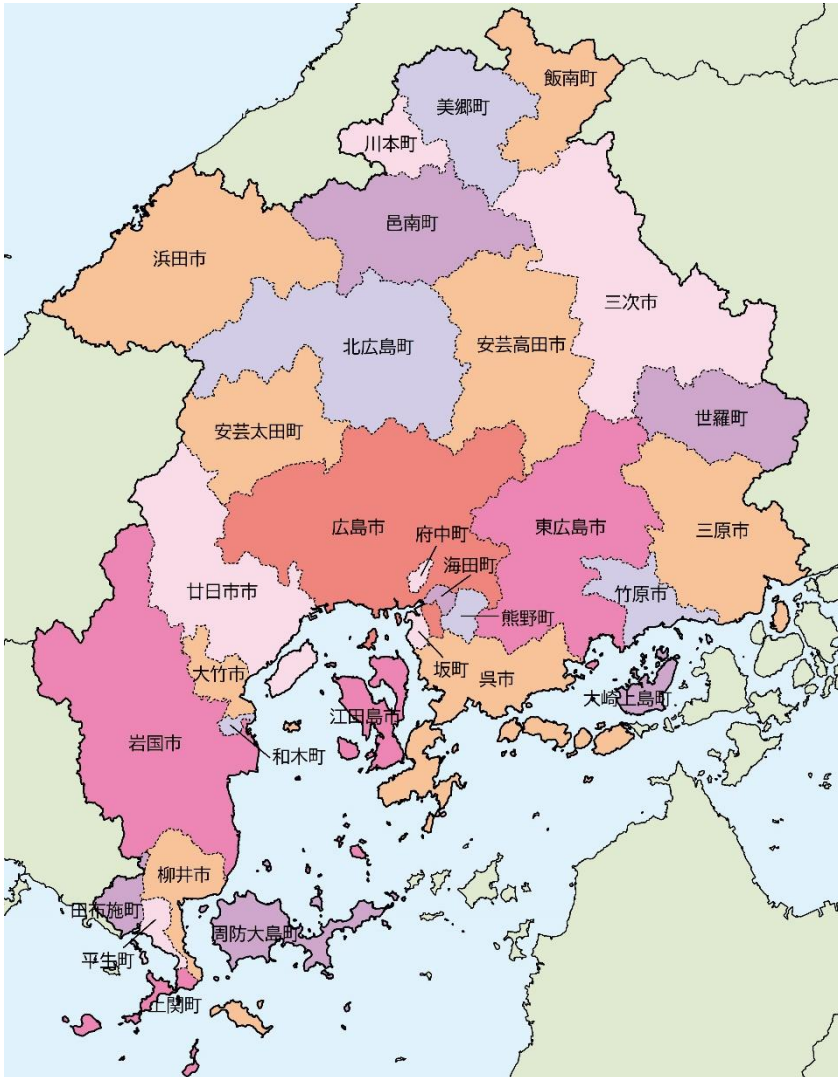 飯南町
美郷町
川本町
邑南町
浜田市
三次市
北広島町
安芸高田市
世羅町
安芸太田町
広島市
府中町
東広島市
三原市
海田町
廿日市市
竹原市
熊野町
坂町
大竹市
呉市
大崎上島町
江田島市
岩国市
和木町
柳井市
田布施町
周防大島町
平生町
上関町